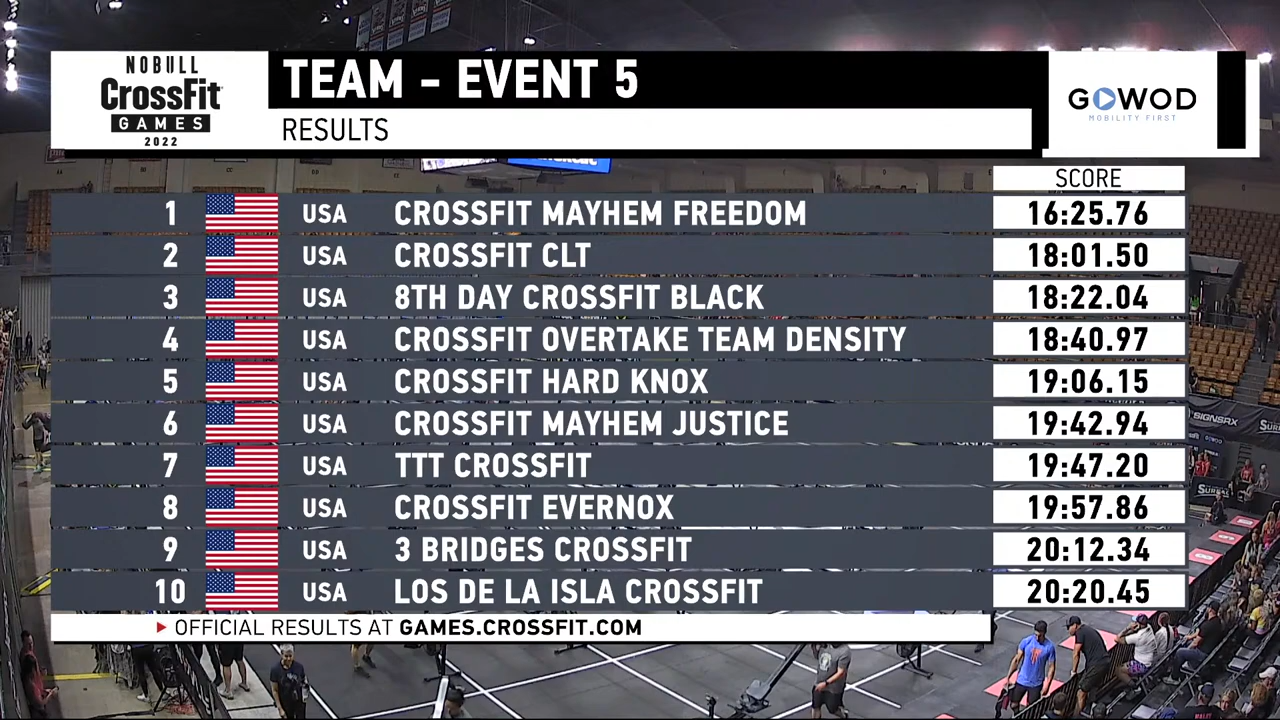 NOBULL
CrossFit
GAMES
2022
TEAM - EVENT 5
RESULTS
GOWOD
MOBILITY FIRST
SCORE
1 USA CROSSFIT MAYHEM FREEDOM 16:25.76
2 USA CROSSFIT CLT 18:01.50
3 USA 8TH DAY CROSSFIT BLACK 18:22.04
4 USA CROSSFIT OVERTAKE TEAM DENSITY 18:40.97
5 USA CROSSFIT HARD KNOX 19:06.15
6 USA CROSSFIT MAYHEM JUSTICE 19:42.94
7 USA TTT CROSSFIT 19:47.20
8 USA CROSSFIT EVERNOX 19:57.86
9 USA 3 BRIDGES CROSSFIT 20:12.34
10 USA LOS DE LA ISLA CROSSFIT 20:20.45
OFFICIAL RESULTS AT GAMES.CROSSFIT.COM
SIGNSRX